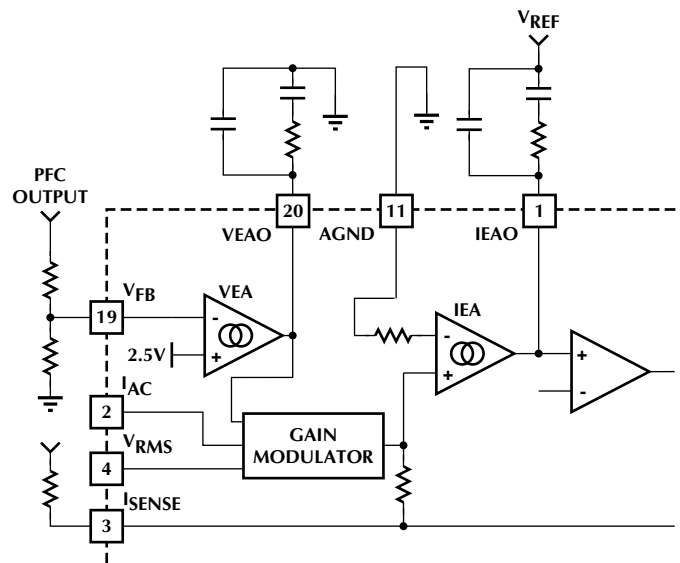 VREF
PFC
OUTPUT
20
11
1
VEAO
AGND
IEAO
VFB
VEA
IEA
19
-
2.5V
+
-
+
+
-
IAC
2
GAIN
MODULATOR
VRMS
4
ISENSE
3